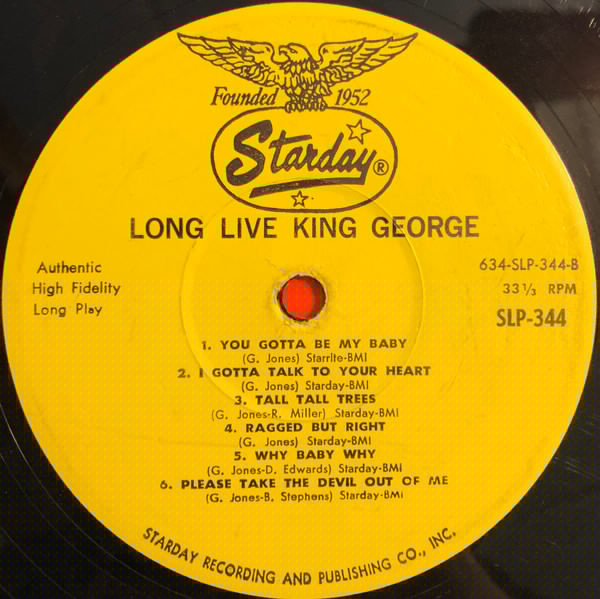 Founded 1952
Starday®
LONG LIVE KING GEORGE
Authentic
High Fidelity
Long Play
634-SLP-344-B
33⅓ RPM
SLP-344
1. YOU GOTTA BE MY BABY
(G. Jones) Starrite-BMI
2. I GOTTA TALK TO YOUR HEART
(G. Jones) Starday-BMI
3. TALL TALL TREES
(G. Jones-R. Miller) Starday-BMI
4. RAGGED BUT RIGHT
(G. Jones) Starday-BMI
5. WHY BABY WHY
(G. Jones-D. Edwards) Starday-BMI
6. PLEASE TAKE THE DEVIL OUT OF ME
(G. Jones-B. Stephens) Starday-BMI
STARDAY RECORDING AND PUBLISHING CO., INC.